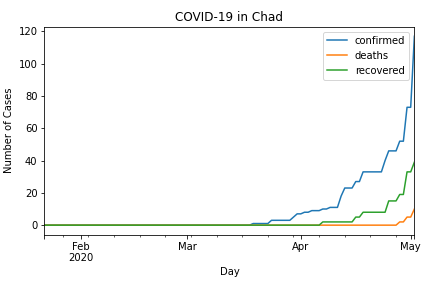 COVID-19 in Chad
120
100
80
60
40
20
0
Number of Cases
confirmed
deaths
recovered
Feb
2020
Mar
Apr
May
Day